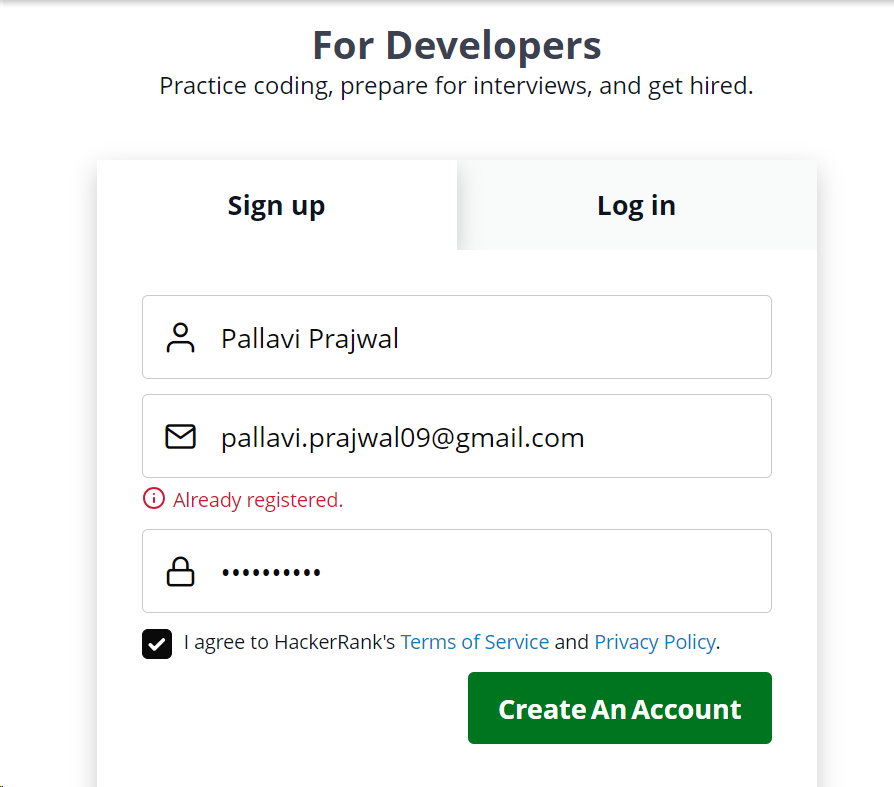 For Developers
Practice coding, prepare for interviews, and get hired.
Sign up
Log in
Pallavi Prajwal
pallavi.prajwal09@gmail.com
Already registered.
••••••••••
I agree to HackerRank's Terms of Service and Privacy Policy.
Create An Account